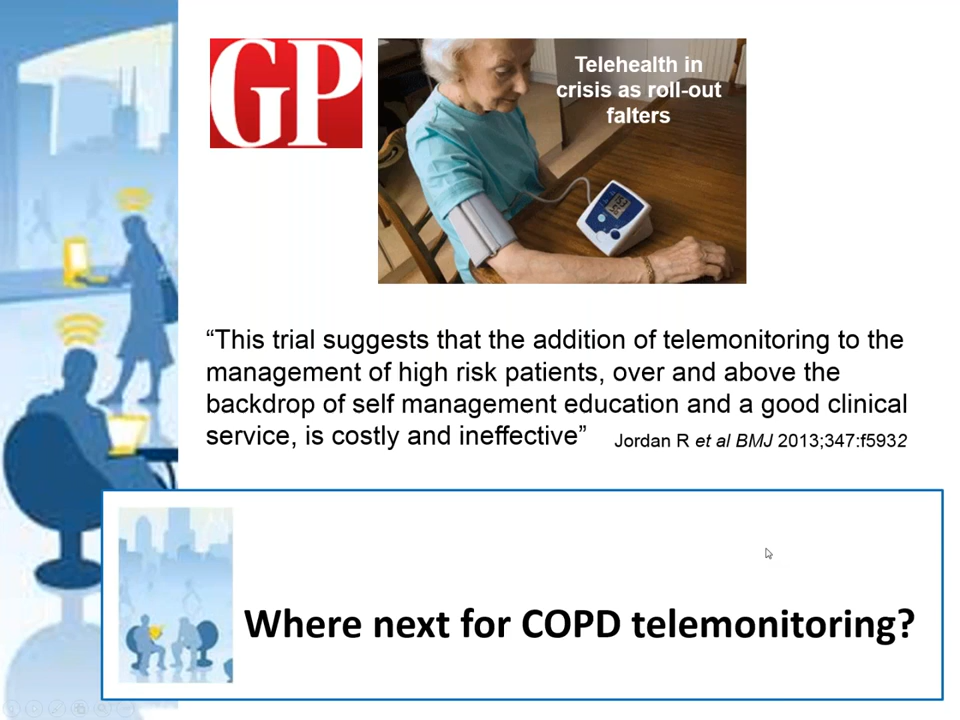 GP
Telehealth in
crisis as roll-out
falters
“This trial suggests that the addition of telemonitoring to the
management of high risk patients, over and above the
backdrop of self management education and a good clinical
service, is costly and ineffective” Jordan R et al BMJ 2013;347:f5932
Where next for COPD telemonitoring?